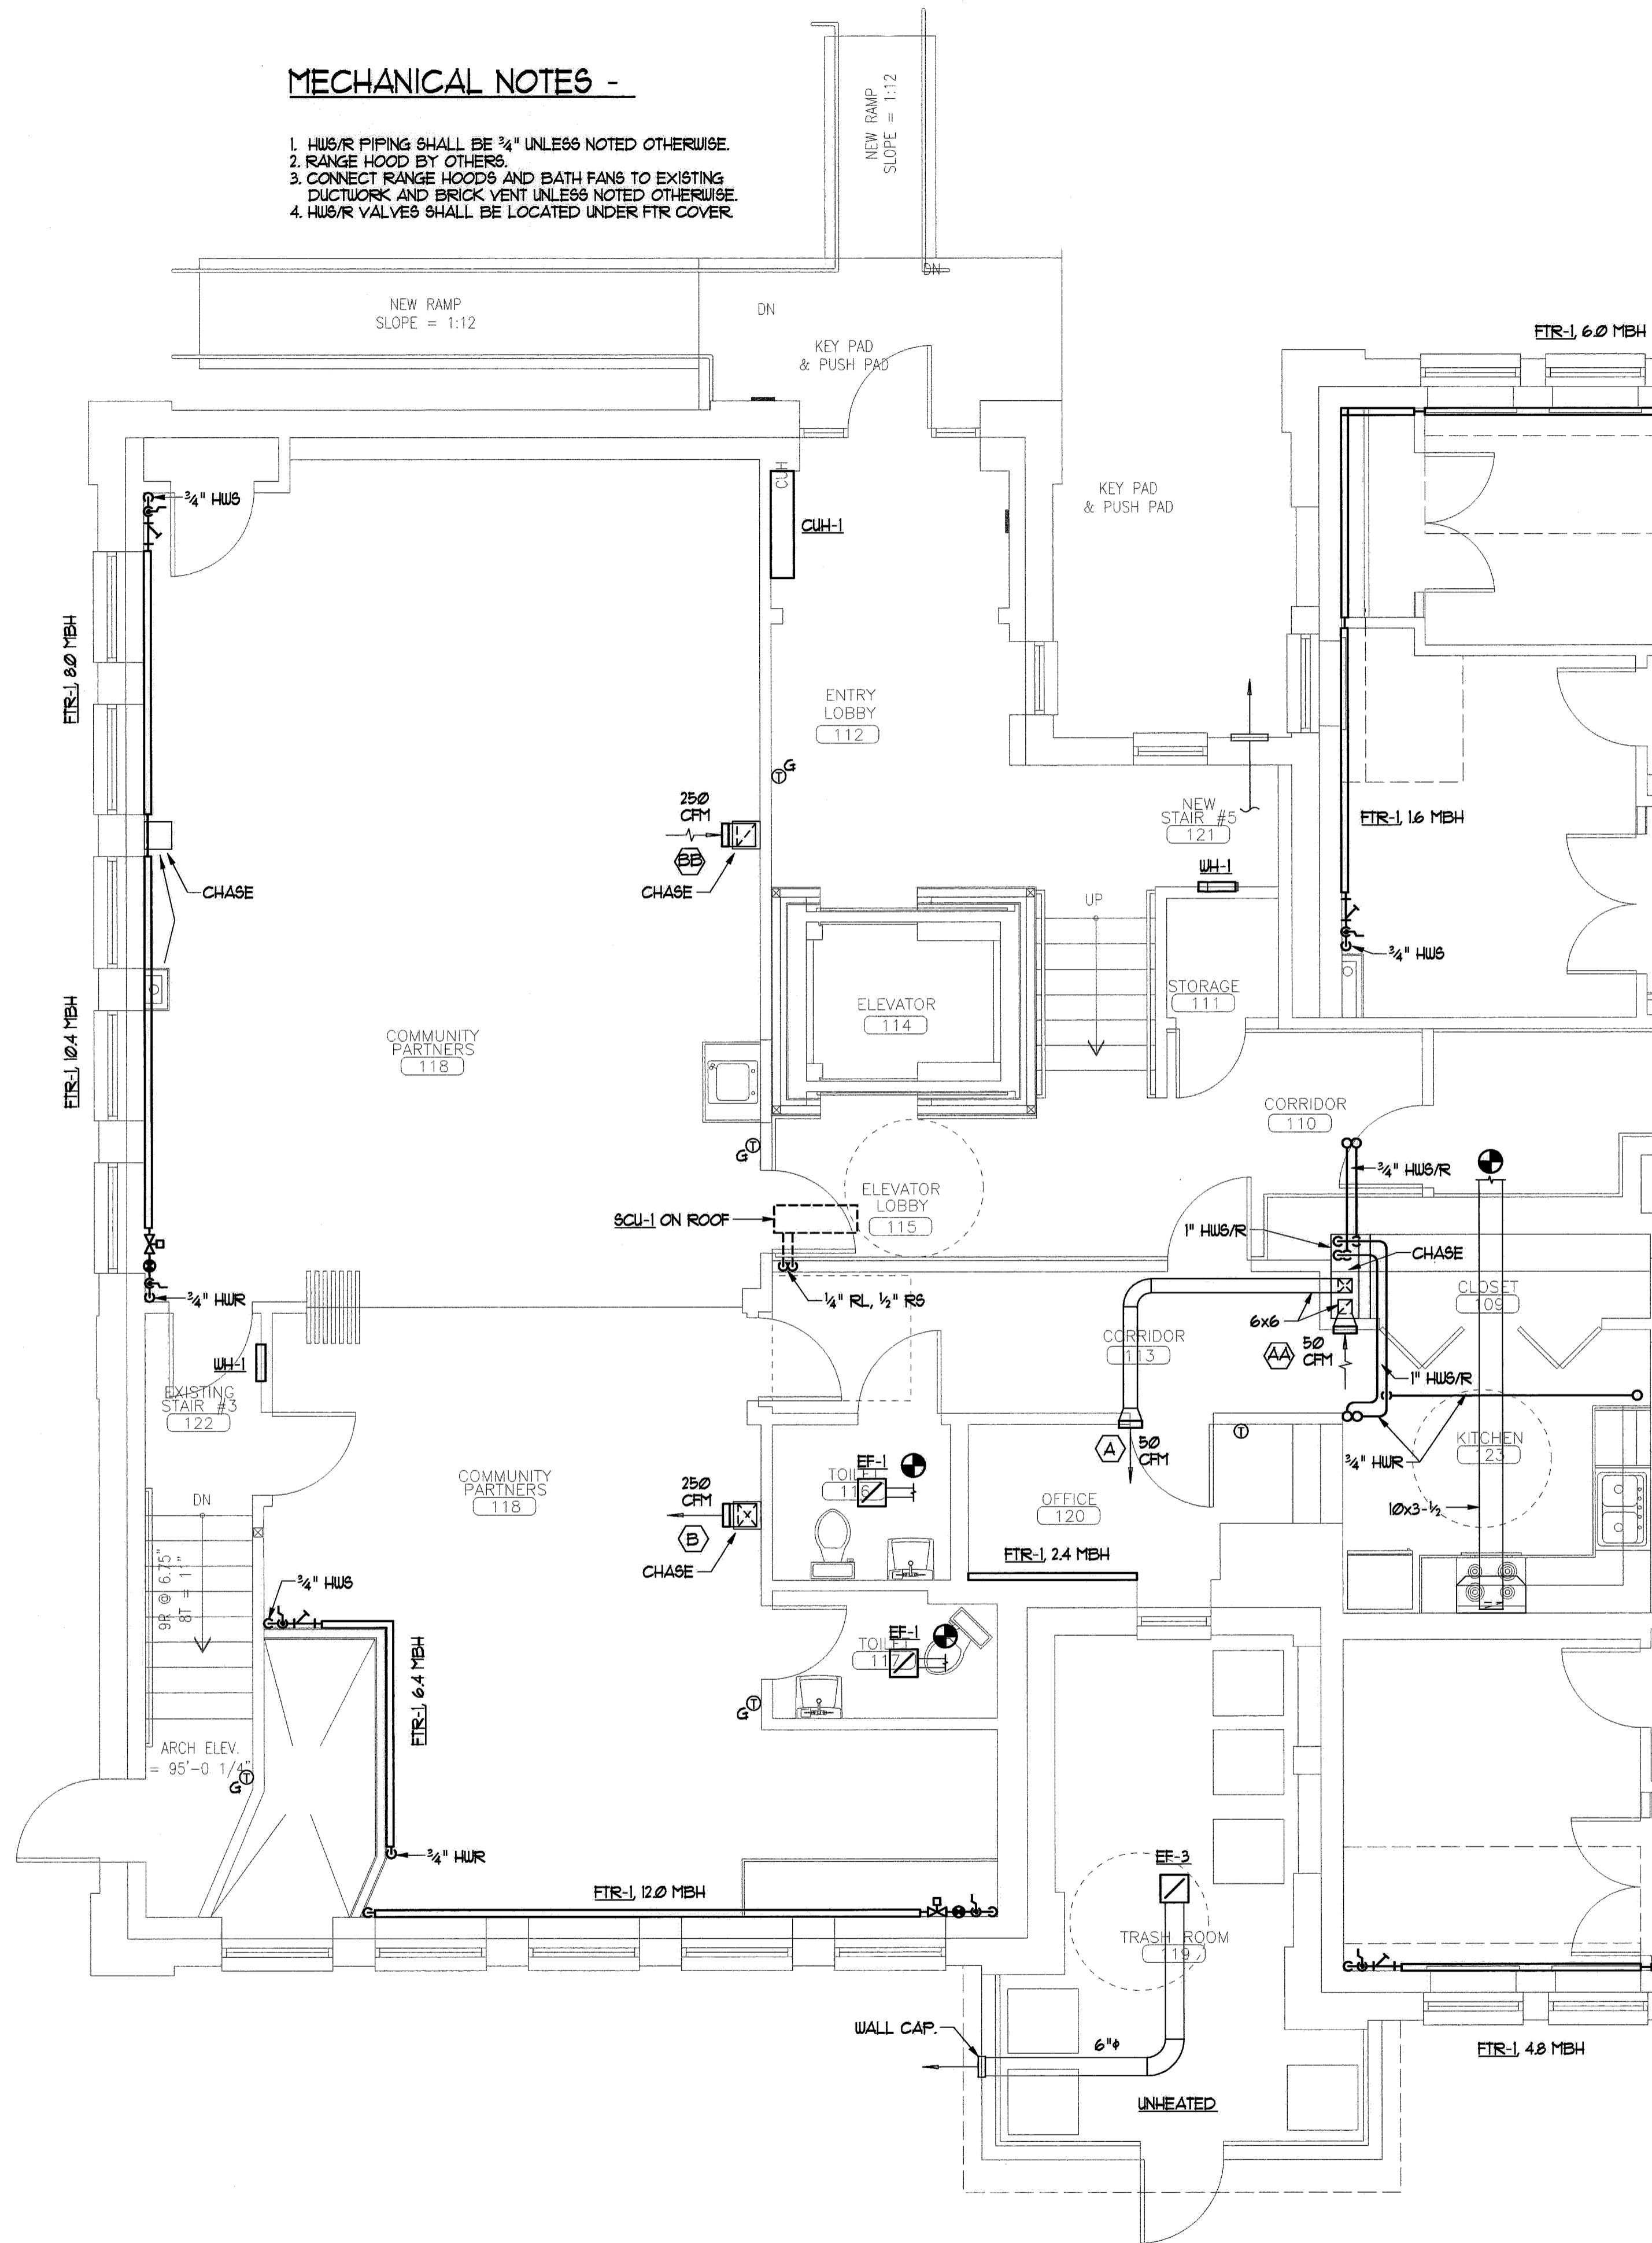 MECHANICAL NOTES -
1. HWS/R PIPING SHALL BE ¾" UNLESS NOTED OTHERWISE.
2. RANGE HOOD BY OTHERS.
3. CONNECT RANGE HOODS AND BATH FANS TO EXISTING
DUCTWORK AND BRICK VENT UNLESS NOTED OTHERWISE.
4. HWS/R VALVES SHALL BE LOCATED UNDER FTR COVER.
NEW RAMP
SLOPE = 1:12
DN
NEW RAMP
SLOPE = 1:12
DN
KEY PAD
& PUSH PAD
FTR-1, 6.0 MBH
CUH
CUH-1
KEY PAD
& PUSH PAD
¾" HWS
FTR-1, 8.0 MBH
ENTRY
LOBBY
112
T G
250
CFM
BB
CHASE
CHASE
NEW
STAIR #5
121
WH-1
FTR-1, 1.6 MBH
¾" HWS
UP
STORAGE
111
ELEVATOR
114
FTR-1, 10.4 MBH
COMMUNITY
PARTNERS
118
CORRIDOR
110
G T
¾" HWS/R
ELEVATOR
LOBBY
115
SCU-1 ON ROOF
1" HWS/R
CHASE
¾" HWR
¼" RL, ½" RS
CLOSET
109
6x6
CORRIDOR
113
AA
50
CFM
WH-1
1" HWS/R
EXISTING
STAIR #3
122
A
50
CFM
T
KITCHEN
123
¾" HWR
EF-1
TOILET
116
COMMUNITY
PARTNERS
118
250
CFM
B
CHASE
OFFICE
120
10x3-½
DN
9R @ 6.75"
8T = 11"
FTR-1, 2.4 MBH
¾" HWS
EF-1
TOILET
117
FTR-1, 6.4 MBH
G T
ARCH ELEV.
= 95'-0 1/4"
G T
¾" HWR
EF-3
FTR-1, 12.0 MBH
TRASH ROOM
119
WALL CAP.
6"ϕ
FTR-1, 4.8 MBH
UNHEATED